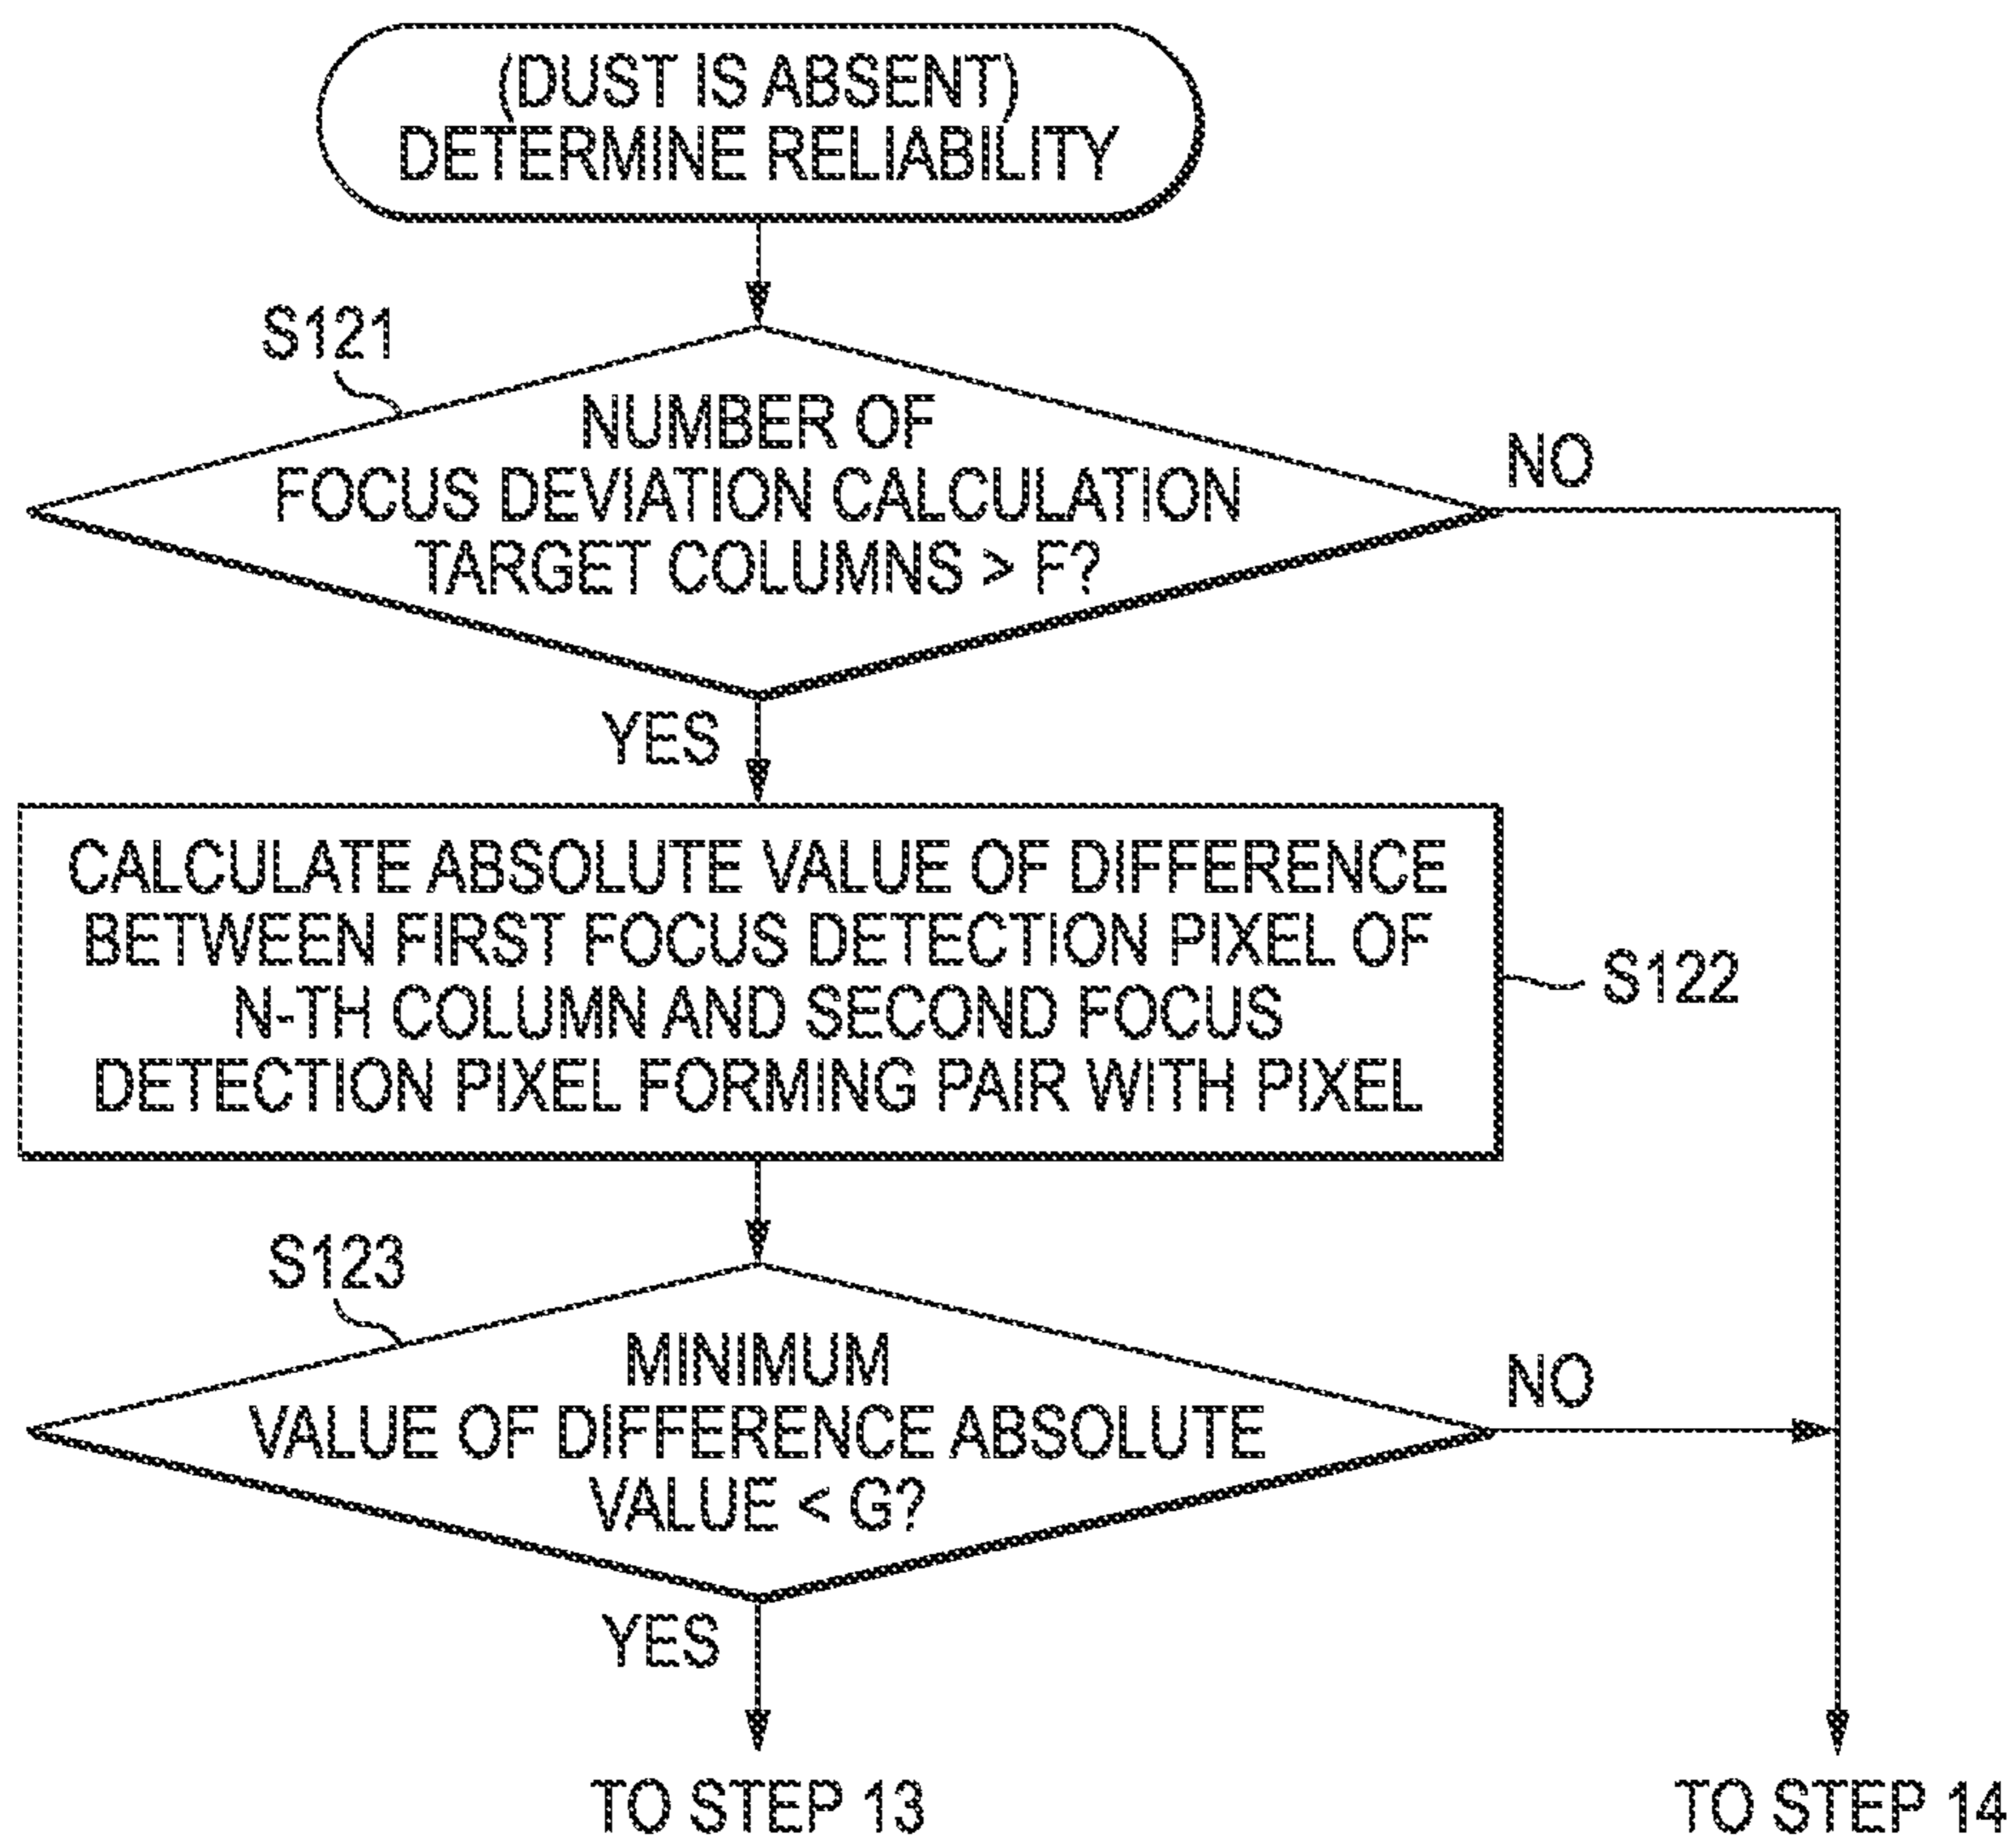 (DUST IS ABSENT)
DETERMINE RELIABILITY
S121
NUMBER OF
FOCUS DEVIATION CALCULATION
TARGET COLUMNS > F?
NO
YES
CALCULATE ABSOLUTE VALUE OF DIFFERENCE
BETWEEN FIRST FOCUS DETECTION PIXEL OF
N-TH COLUMN AND SECOND FOCUS
DETECTION PIXEL FORMING PAIR WITH PIXEL
S122
S123
MINIMUM
VALUE OF DIFFERENCE ABSOLUTE
VALUE < G?
NO
YES
TO STEP 13
TO STEP 14